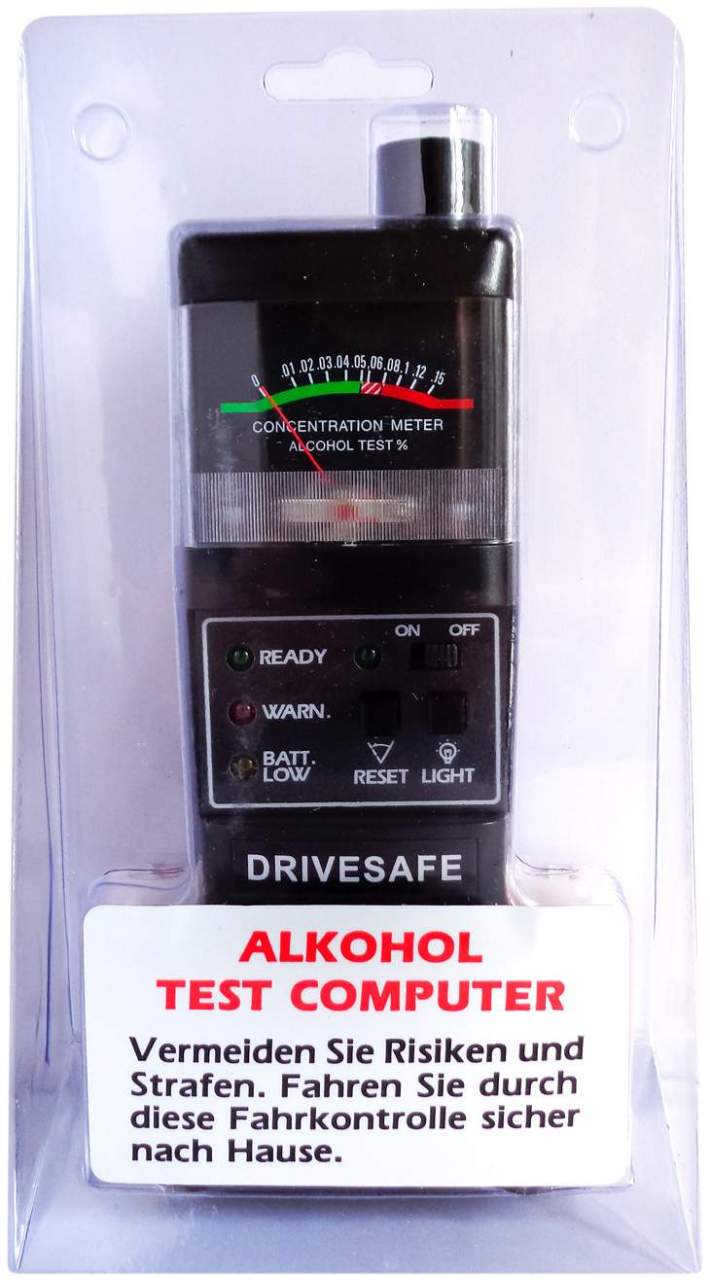 0 .01 .02 .03 .04 .05 .06 .08 .1 .12 .15
CONCENTRATION METER
ALCOHOL TEST %
ON OFF
READY
WARN.
BATT.
LOW
RESET LIGHT
DRIVESAFE
ALKOHOL
TEST COMPUTER
Vermeiden Sie Risiken und
Strafen. Fahren Sie durch
diese Fahrkontrolle sicher
nach Hause.